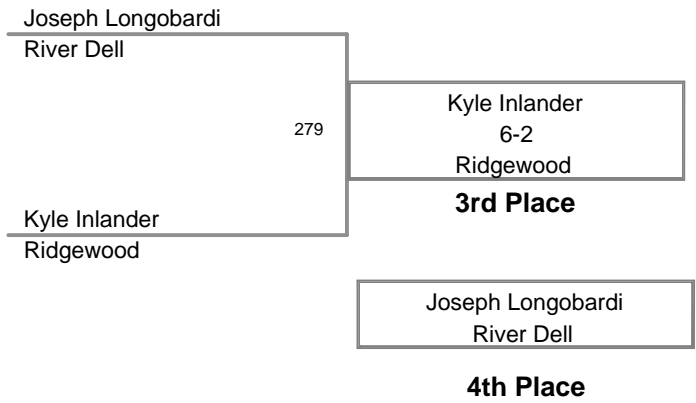 Joseph Longobardi
River Dell
279
Kyle Inlander
6-2
Ridgewood
3rd Place
Kyle Inlander
Ridgewood
Joseph Longobardi
River Dell
4th Place